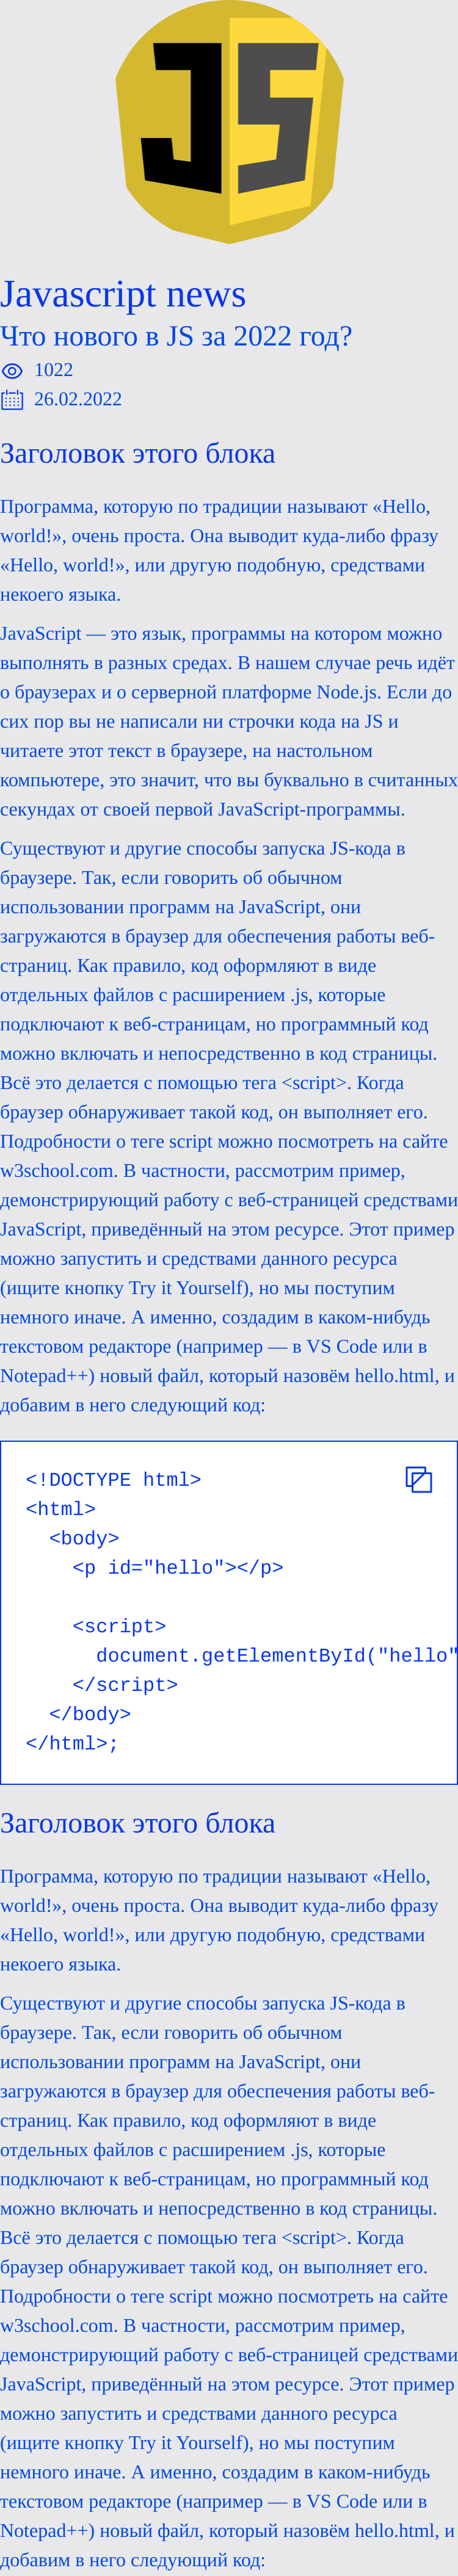 JS
Javascript news
Что нового в JS за 2022 год?
1022
26.02.2022
Заголовок этого блока
Программа, которую по традиции называют «Hello,
world!», очень проста. Она выводит куда-либо фразу
«Hello, world!», или другую подобную, средствами
некоего языка.
JavaScript — это язык, программы на котором можно
выполнять в разных средах. В нашем случае речь идёт
о браузерах и о серверной платформе Node.js. Если до
сих пор вы не написали ни строчки кода на JS и
читаете этот текст в браузере, на настольном
компьютере, это значит, что вы буквально в считанных
секундах от своей первой JavaScript-программы.
Существуют и другие способы запуска JS-кода в
браузере. Так, если говорить об обычном
использовании программ на JavaScript, они
загружаются в браузер для обеспечения работы веб-
страниц. Как правило, код оформляют в виде
отдельных файлов с расширением .js, которые
подключают к веб-страницам, но программный код
можно включать и непосредственно в код страницы.
Всё это делается с помощью тега <script>. Когда
браузер обнаруживает такой код, он выполняет его.
Подробности о теге script можно посмотреть на сайте
w3school.com. В частности, рассмотрим пример,
демонстрирующий работу с веб-страницей средствами
JavaScript, приведённый на этом ресурсе. Этот пример
можно запустить и средствами данного ресурса
(ищите кнопку Try it Yourself), но мы поступим
немного иначе. А именно, создадим в каком-нибудь
текстовом редакторе (например — в VS Code или в
Notepad++) новый файл, который назовём hello.html, и
добавим в него следующий код:
<!DOCTYPE html>
<html>
  <body>
    <p id="hello"></p>
    <script>
      document.getElementById("hello"
    </script>
  </body>
</html>;
Заголовок этого блока
Программа, которую по традиции называют «Hello,
world!», очень проста. Она выводит куда-либо фразу
«Hello, world!», или другую подобную, средствами
некоего языка.
Существуют и другие способы запуска JS-кода в
браузере. Так, если говорить об обычном
использовании программ на JavaScript, они
загружаются в браузер для обеспечения работы веб-
страниц. Как правило, код оформляют в виде
отдельных файлов с расширением .js, которые
подключают к веб-страницам, но программный код
можно включать и непосредственно в код страницы.
Всё это делается с помощью тега <script>. Когда
браузер обнаруживает такой код, он выполняет его.
Подробности о теге script можно посмотреть на сайте
w3school.com. В частности, рассмотрим пример,
демонстрирующий работу с веб-страницей средствами
JavaScript, приведённый на этом ресурсе. Этот пример
можно запустить и средствами данного ресурса
(ищите кнопку Try it Yourself), но мы поступим
немного иначе. А именно, создадим в каком-нибудь
текстовом редакторе (например — в VS Code или в
Notepad++) новый файл, который назовём hello.html, и
добавим в него следующий код: